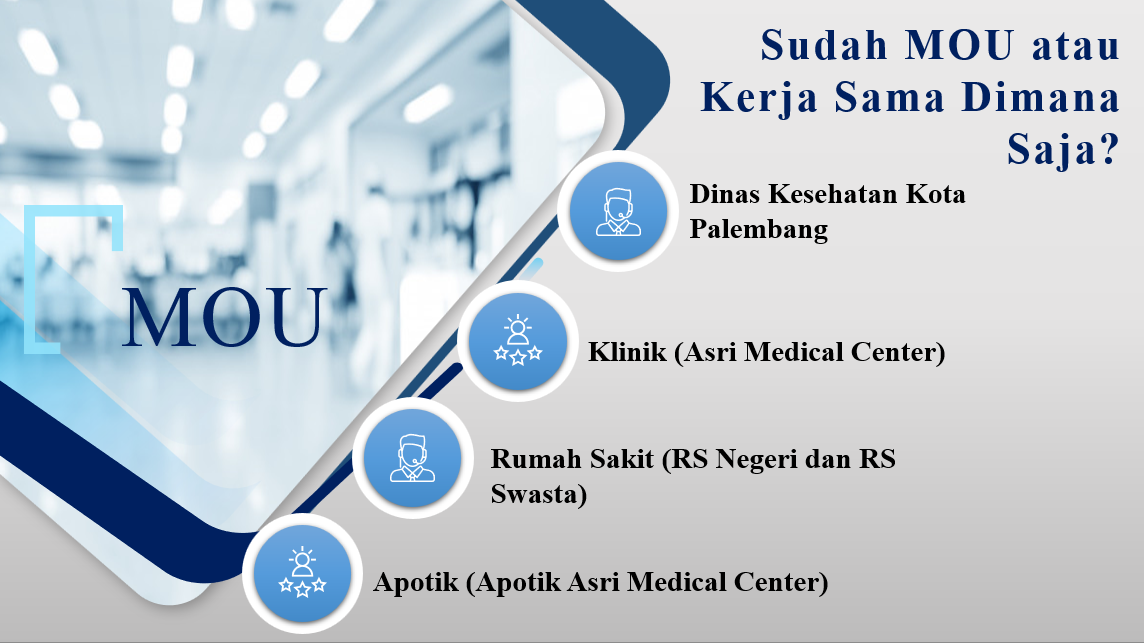 Sudah MOU atau
Kerja Sama Dimana
Saja?
Dinas Kesehatan Kota
Palembang
MOU
Klinik (Asri Medical Center)
Rumah Sakit (RS Negeri dan RS
Swasta)
Apotik (Apotik Asri Medical Center)